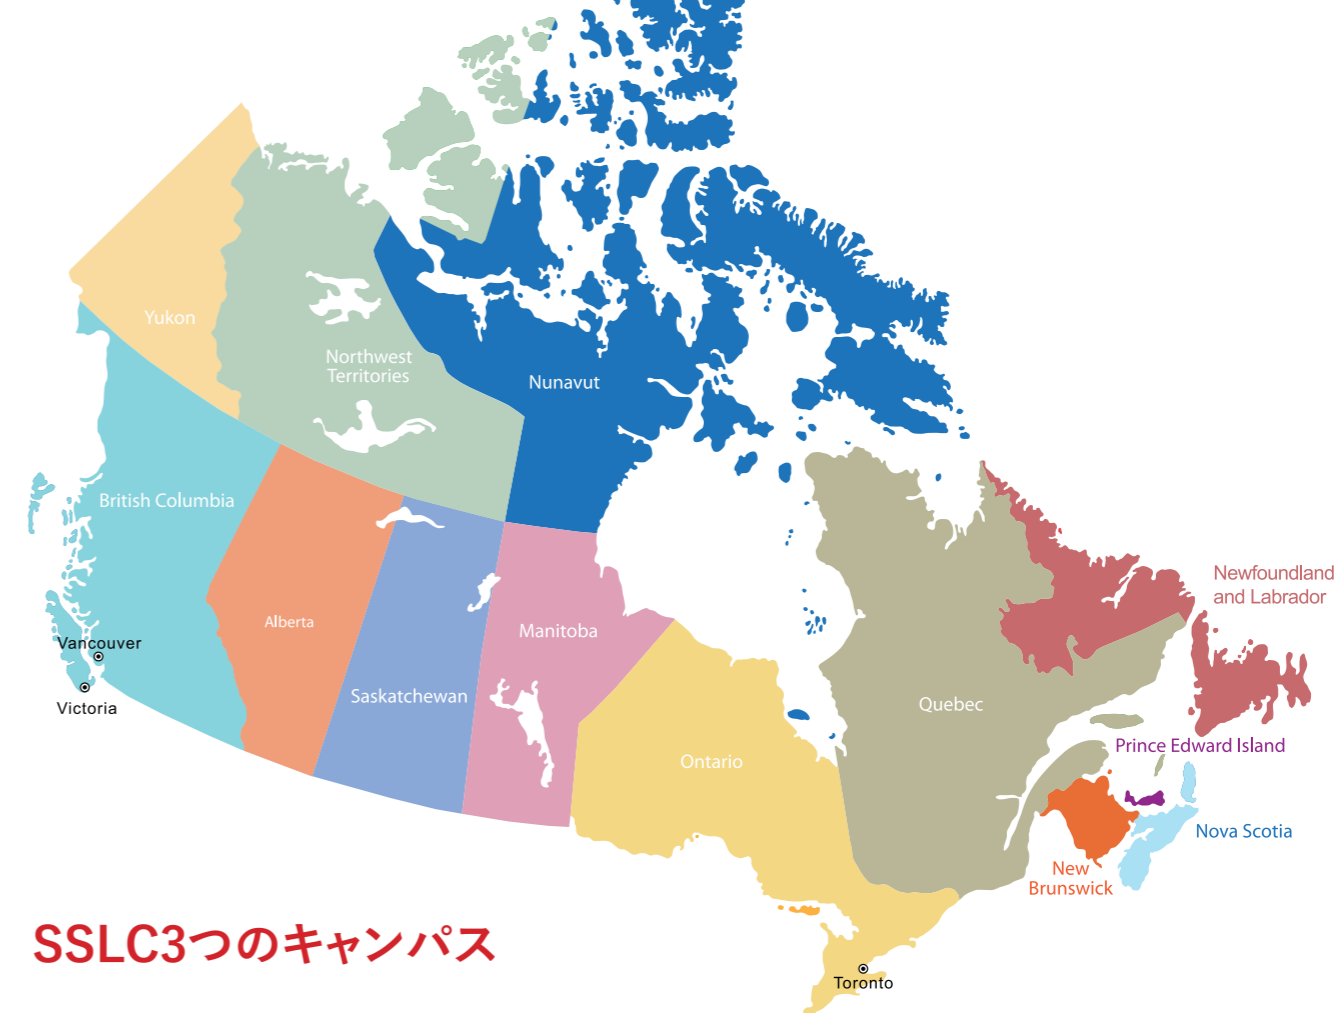 Yukon
Northwest
Territories
Nunavut
British Columbia
Alberta
Saskatchewan
Manitoba
Ontario
Quebec
Newfoundland
and Labrador
Prince Edward Island
Nova Scotia
New
Brunswick
Vancouver
Victoria
Toronto
SSLC3つのキャンパス